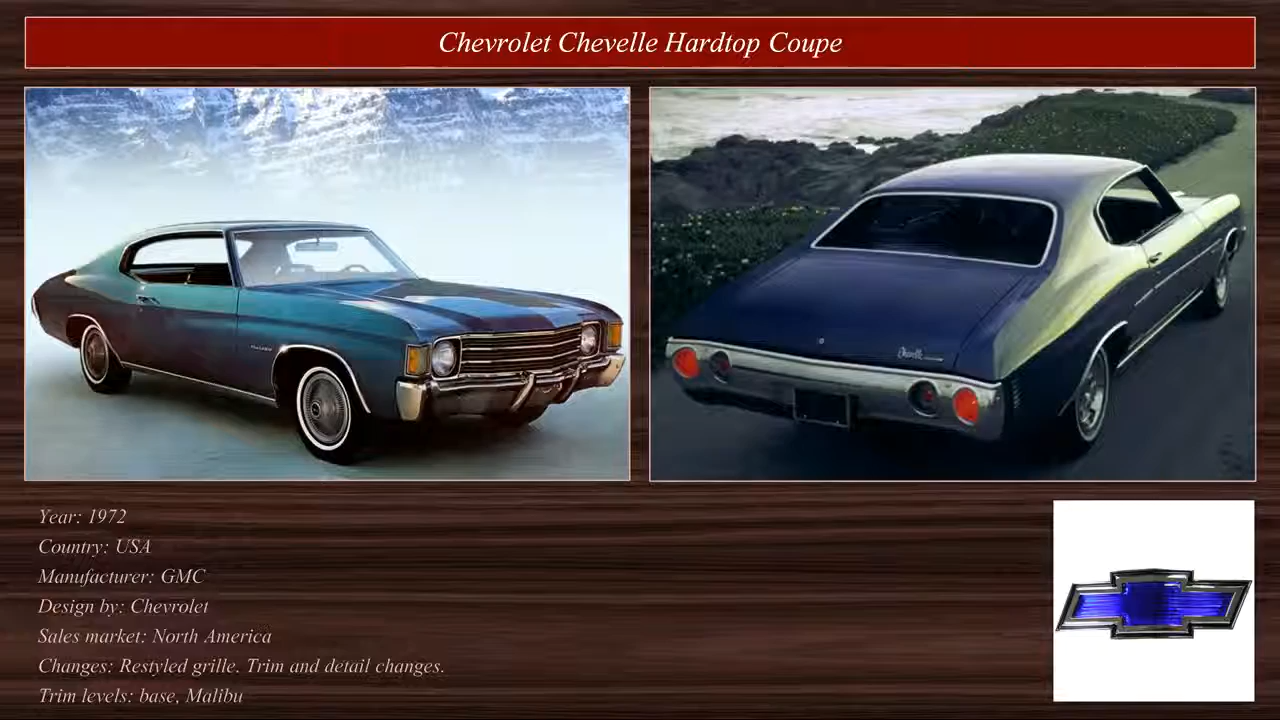 Chevrolet Chevelle Hardtop Coupe
Chevelle
Year: 1972
Country: USA
Manufacturer: GMC
Design by: Chevrolet
Sales market: North America
Changes: Restyled grille. Trim and detail changes.
Trim levels: base, Malibu